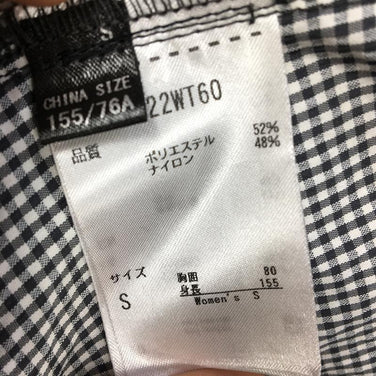 S
CHINA SIZE
155/76A
22WT60
品質 ポリエステル 52%
ナイロン 48%
サイズ 胸囲 80
S 身長 155
Women's S